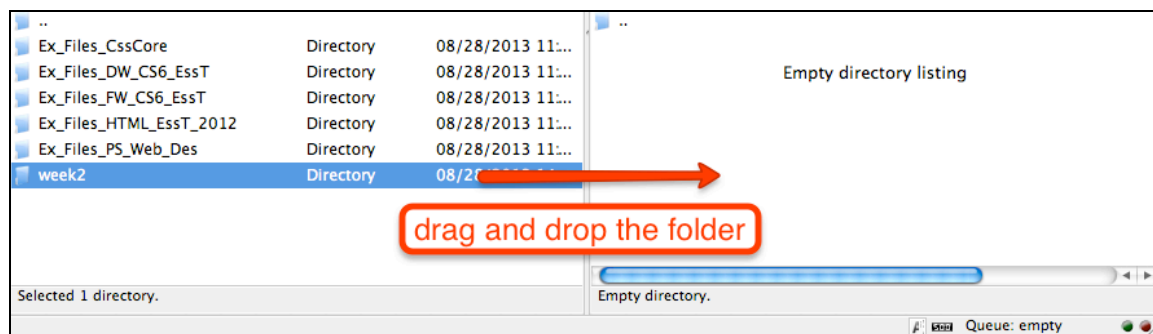 .. ..
Ex_Files_CssCore Directory 08/28/2013 11:...
Ex_Files_DW_CS6_EssT Directory 08/28/2013 11:... Empty directory listing
Ex_Files_FW_CS6_EssT Directory 08/28/2013 11:...
Ex_Files_HTML_EssT_2012 Directory 08/28/2013 11:...
Ex_Files_PS_Web_Des Directory 08/28/2013 11:...
week2 Directory
drag and drop the folder
Selected 1 directory. Empty directory.
Queue: empty